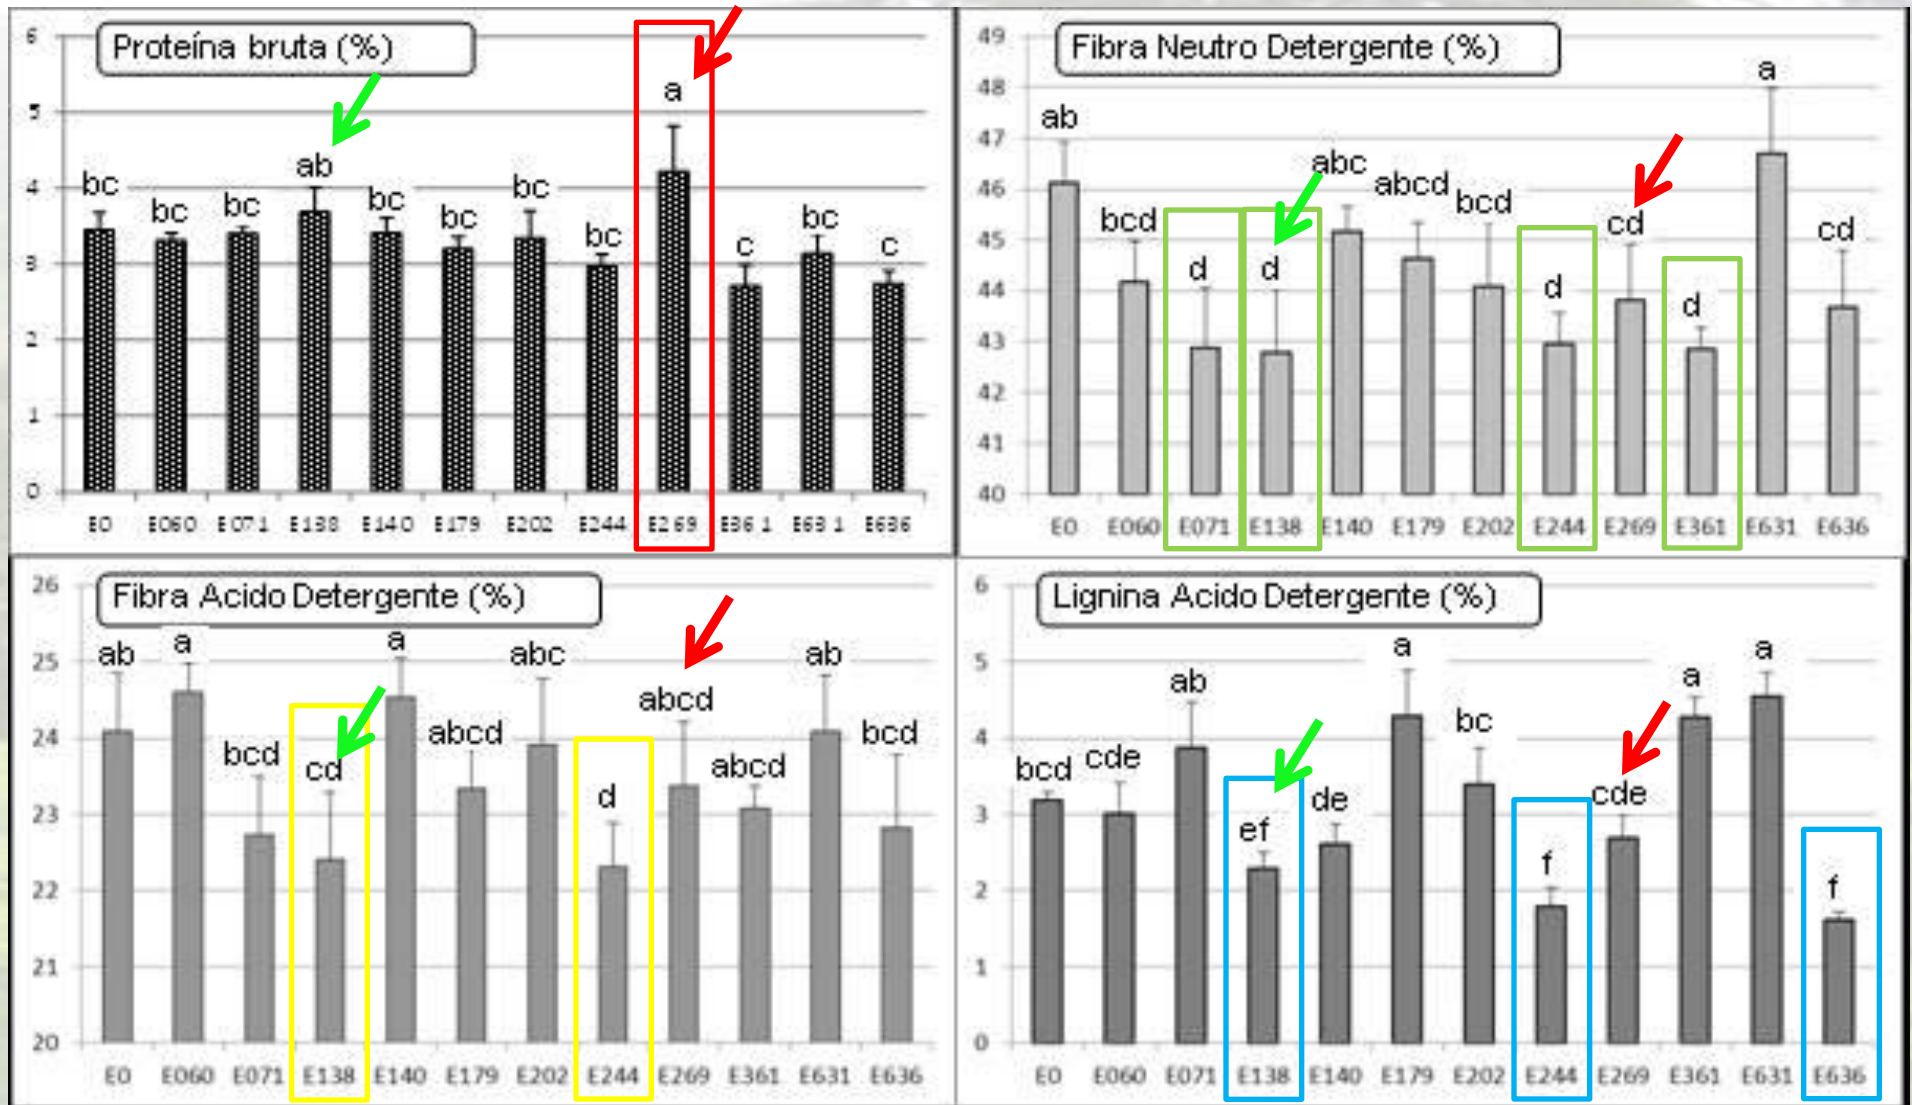 Proteína bruta (%)
6
5
4
3
2
1
0
bc
bc
bc
ab
bc
bc
bc
bc
a
c
bc
c
E0 E060 E071 E138 E140 E179 E202 E244 E269 E361 E631 E636
Fibra Neutro Detergente (%)
49
48
47
46
45
44
43
42
41
40
ab
bcd
d
d
abc
abcd
bcd
d
cd
d
a
cd
E0 E060 E071 E138 E140 E179 E202 E244 E269 E361 E631 E636
Fibra Acido Detergente (%)
26
25
24
23
22
21
20
ab
a
bcd
cd
a
abcd
abc
d
abcd
abcd
ab
bcd
E0 E060 E071 E138 E140 E179 E202 E244 E269 E361 E631 E636
Lignina Acido Detergente (%)
6
5
4
3
2
1
0
bcd
cde
ab
ef
de
a
bc
f
cde
a
a
f
E0 E060 E071 E138 E140 E179 E202 E244 E269 E361 E631 E636